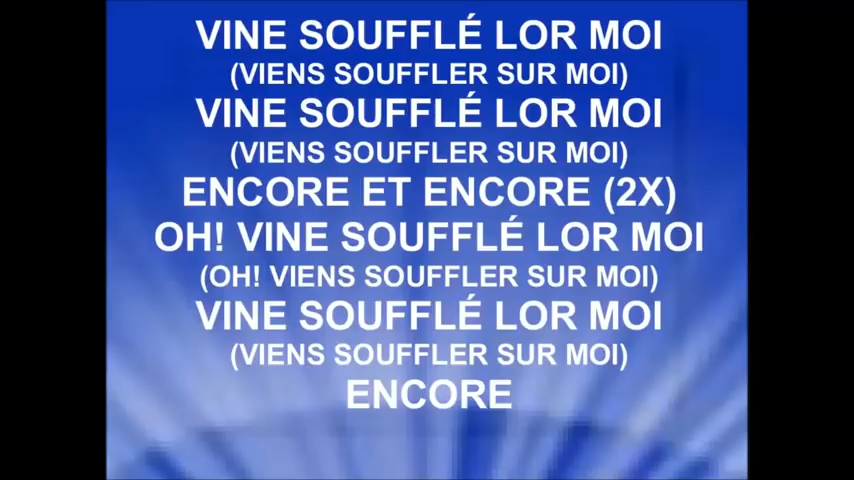 VINE SOUFFLÉ LOR MOI
(VIENS SOUFFLER SUR MOI)
VINE SOUFFLÉ LOR MOI
(VIENS SOUFFLER SUR MOI)
ENCORE ET ENCORE (2X)
OH! VINE SOUFFLÉ LOR MOI
(OH! VIENS SOUFFLER SUR MOI)
VINE SOUFFLÉ LOR MOI
(VIENS SOUFFLER SUR MOI)
ENCORE